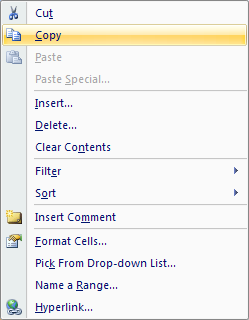 Cut
Copy
Paste
Paste Special...
Insert...
Delete...
Clear Contents
Filter
Sort
Insert Comment
Format Cells...
Pick From Drop-down List...
Name a Range...
Hyperlink...